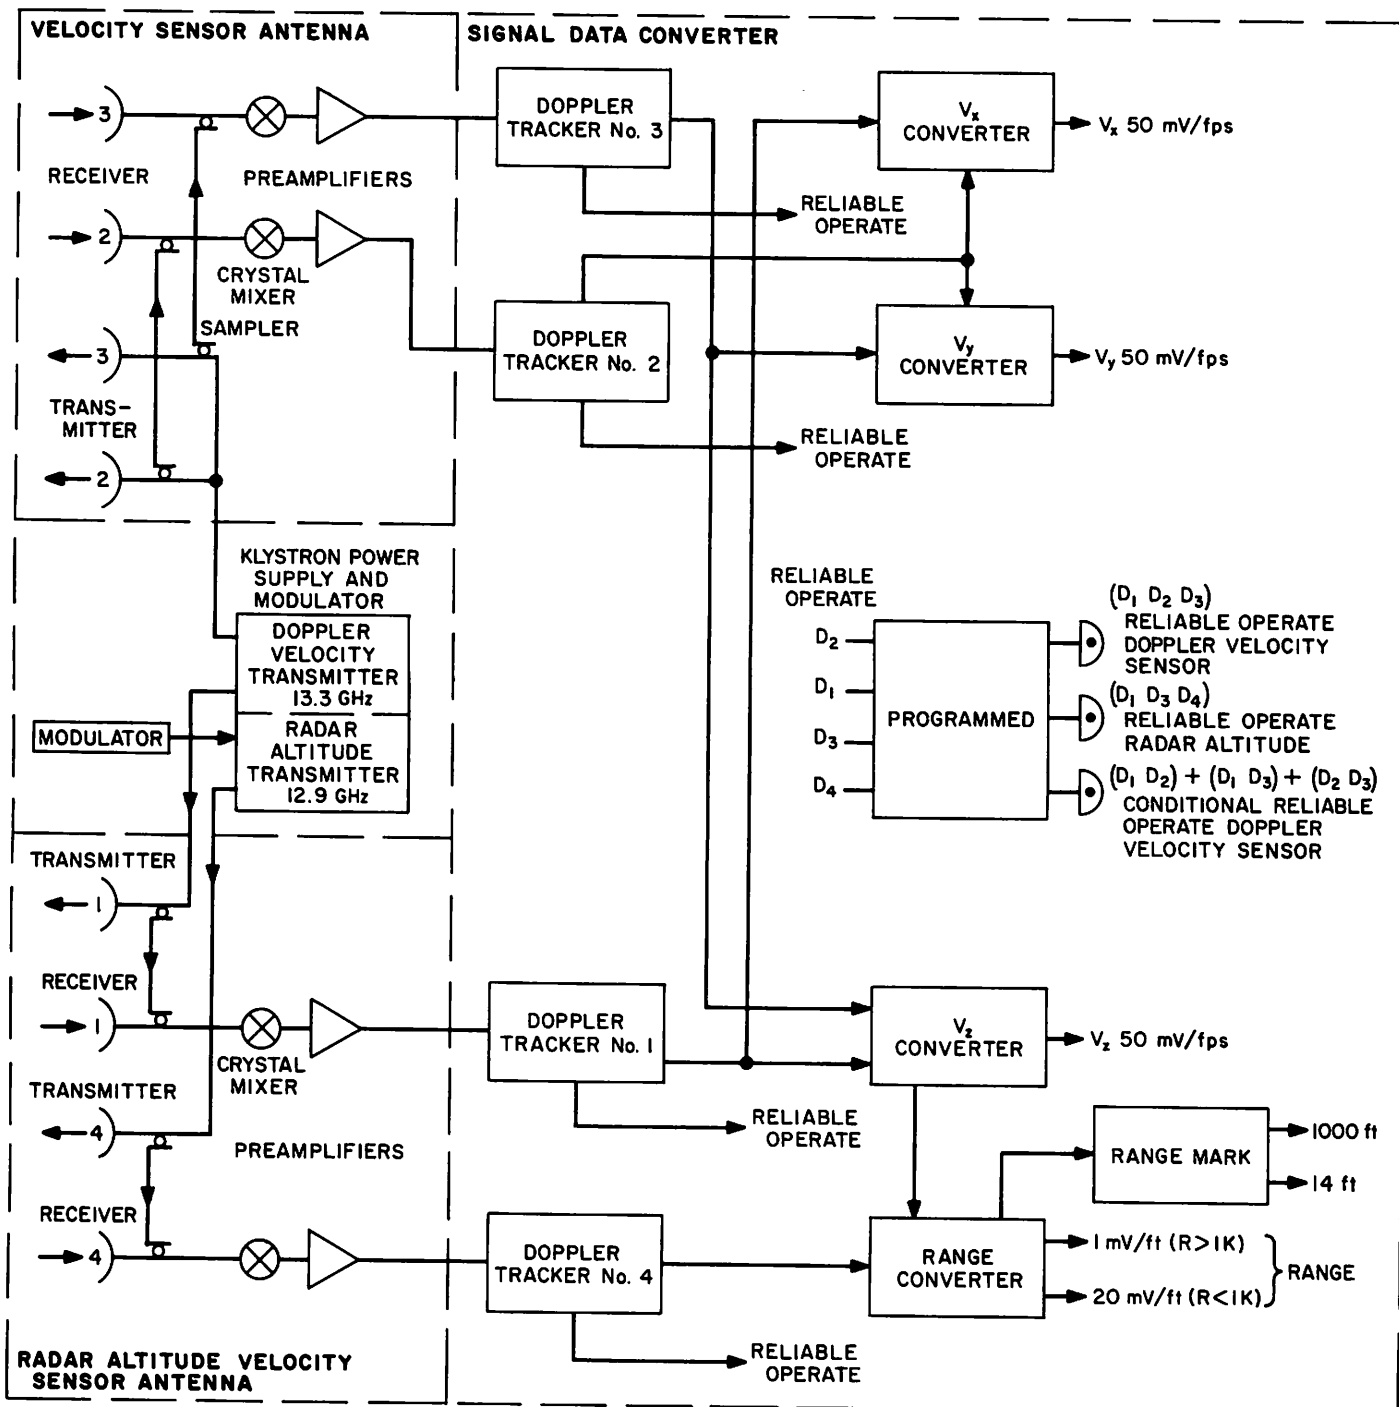 VELOCITY SENSOR ANTENNA
SIGNAL DATA CONVERTER
3
RECEIVER
2
PREAMPLIFIERS
CRYSTAL
MIXER
SAMPLER
3
TRANS-
MITTER
2
DOPPLER
TRACKER No. 3
RELIABLE
OPERATE
DOPPLER
TRACKER No. 2
RELIABLE
OPERATE
Vx
CONVERTER
Vx 50 mV/fps
Vy
CONVERTER
Vy 50 mV/fps
KLYSTRON POWER
SUPPLY AND
MODULATOR
DOPPLER
VELOCITY
TRANSMITTER
13.3 GHz
MODULATOR
RADAR
ALTITUDE
TRANSMITTER
12.9 GHz
RELIABLE
OPERATE
D2
D1
D3
D4
PROGRAMMED
(D1 D2 D3)
RELIABLE OPERATE
DOPPLER VELOCITY
SENSOR
(D1 D3 D4)
RELIABLE OPERATE
RADAR ALTITUDE
(D1 D2) + (D1 D3) + (D2 D3)
CONDITIONAL RELIABLE
OPERATE DOPPLER
VELOCITY SENSOR
TRANSMITTER
1
RECEIVER
1
CRYSTAL
MIXER
TRANSMITTER
4
PREAMPLIFIERS
RECEIVER
4
DOPPLER
TRACKER No. 1
RELIABLE
OPERATE
DOPPLER
TRACKER No. 4
RELIABLE
OPERATE
Vz
CONVERTER
Vz 50 mV/fps
RANGE MARK
1000 ft
14 ft
RANGE
CONVERTER
1 mV/ft (R>1K)
20 mV/ft (R<1K)
RANGE
RADAR ALTITUDE VELOCITY
SENSOR ANTENNA